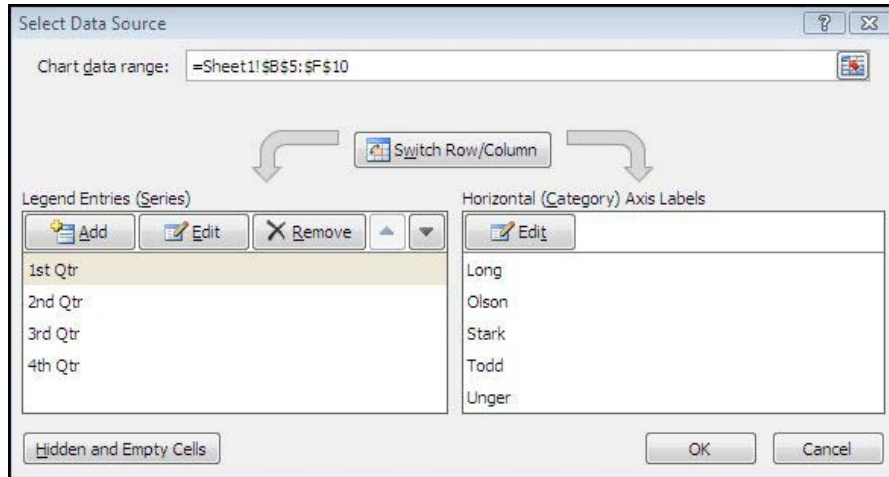 Select Data Source
Chart data range: =Sheet1!$B$5:$F$10
Switch Row/Column
Legend Entries (Series)
Add Edit Remove
1st Qtr
2nd Qtr
3rd Qtr
4th Qtr
Horizontal (Category) Axis Labels
Edit
Long
Olson
Stark
Todd
Unger
Hidden and Empty Cells
OK Cancel